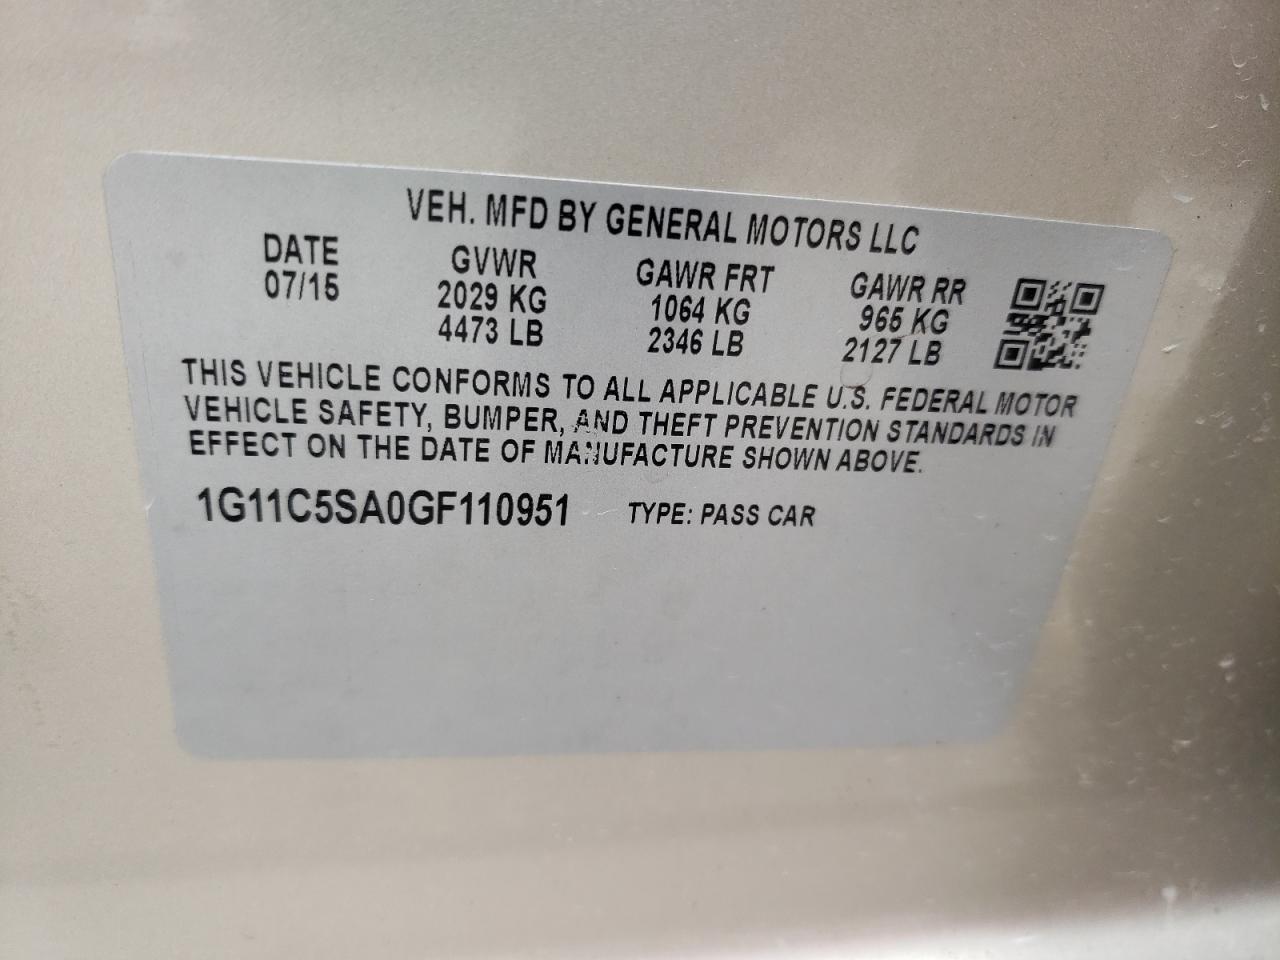 VEH. MFD BY GENERAL MOTORS LLC
DATE GVWR GAWR FRT GAWR RR
07/15 2029 KG 1064 KG 965 KG
4473 LB 2346 LB 2127 LB
THIS VEHICLE CONFORMS TO ALL APPLICABLE U.S. FEDERAL MOTOR
VEHICLE SAFETY, BUMPER, AND THEFT PREVENTION STANDARDS IN
EFFECT ON THE DATE OF MANUFACTURE SHOWN ABOVE.
1G11C5SA0GF110951 TYPE: PASS CAR